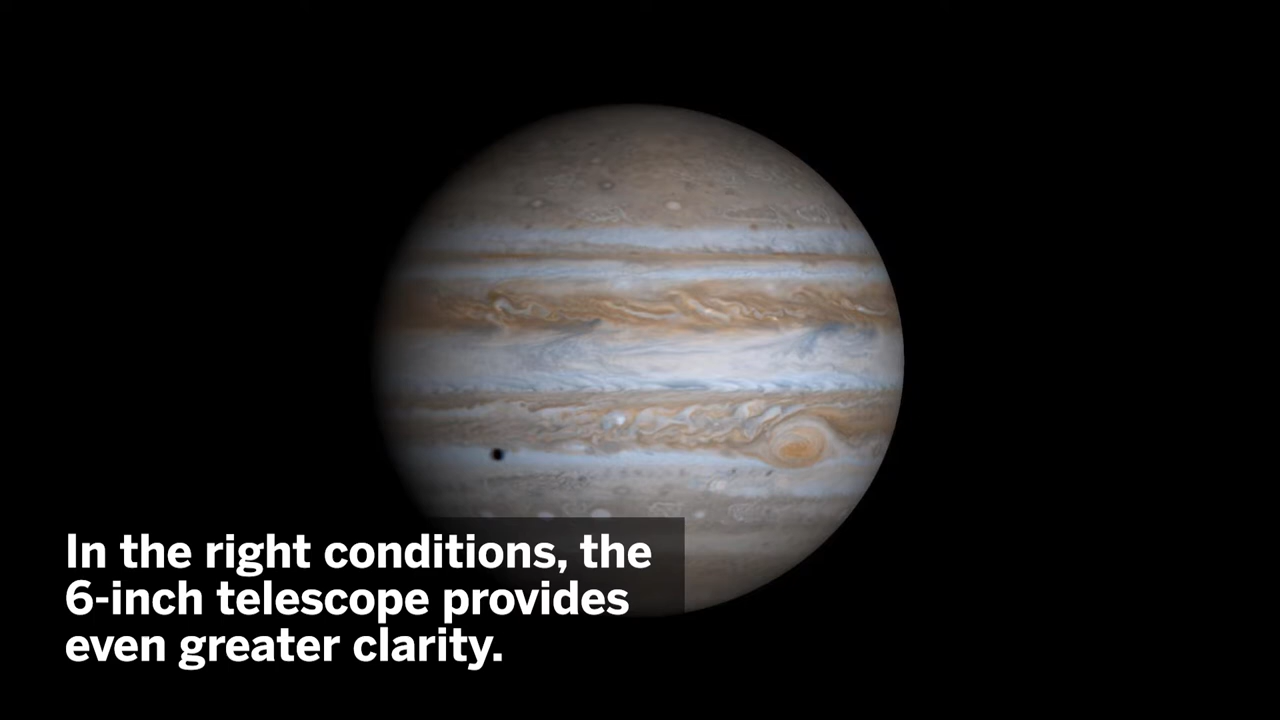 In the right conditions, the
6-inch telescope provides
even greater clarity.